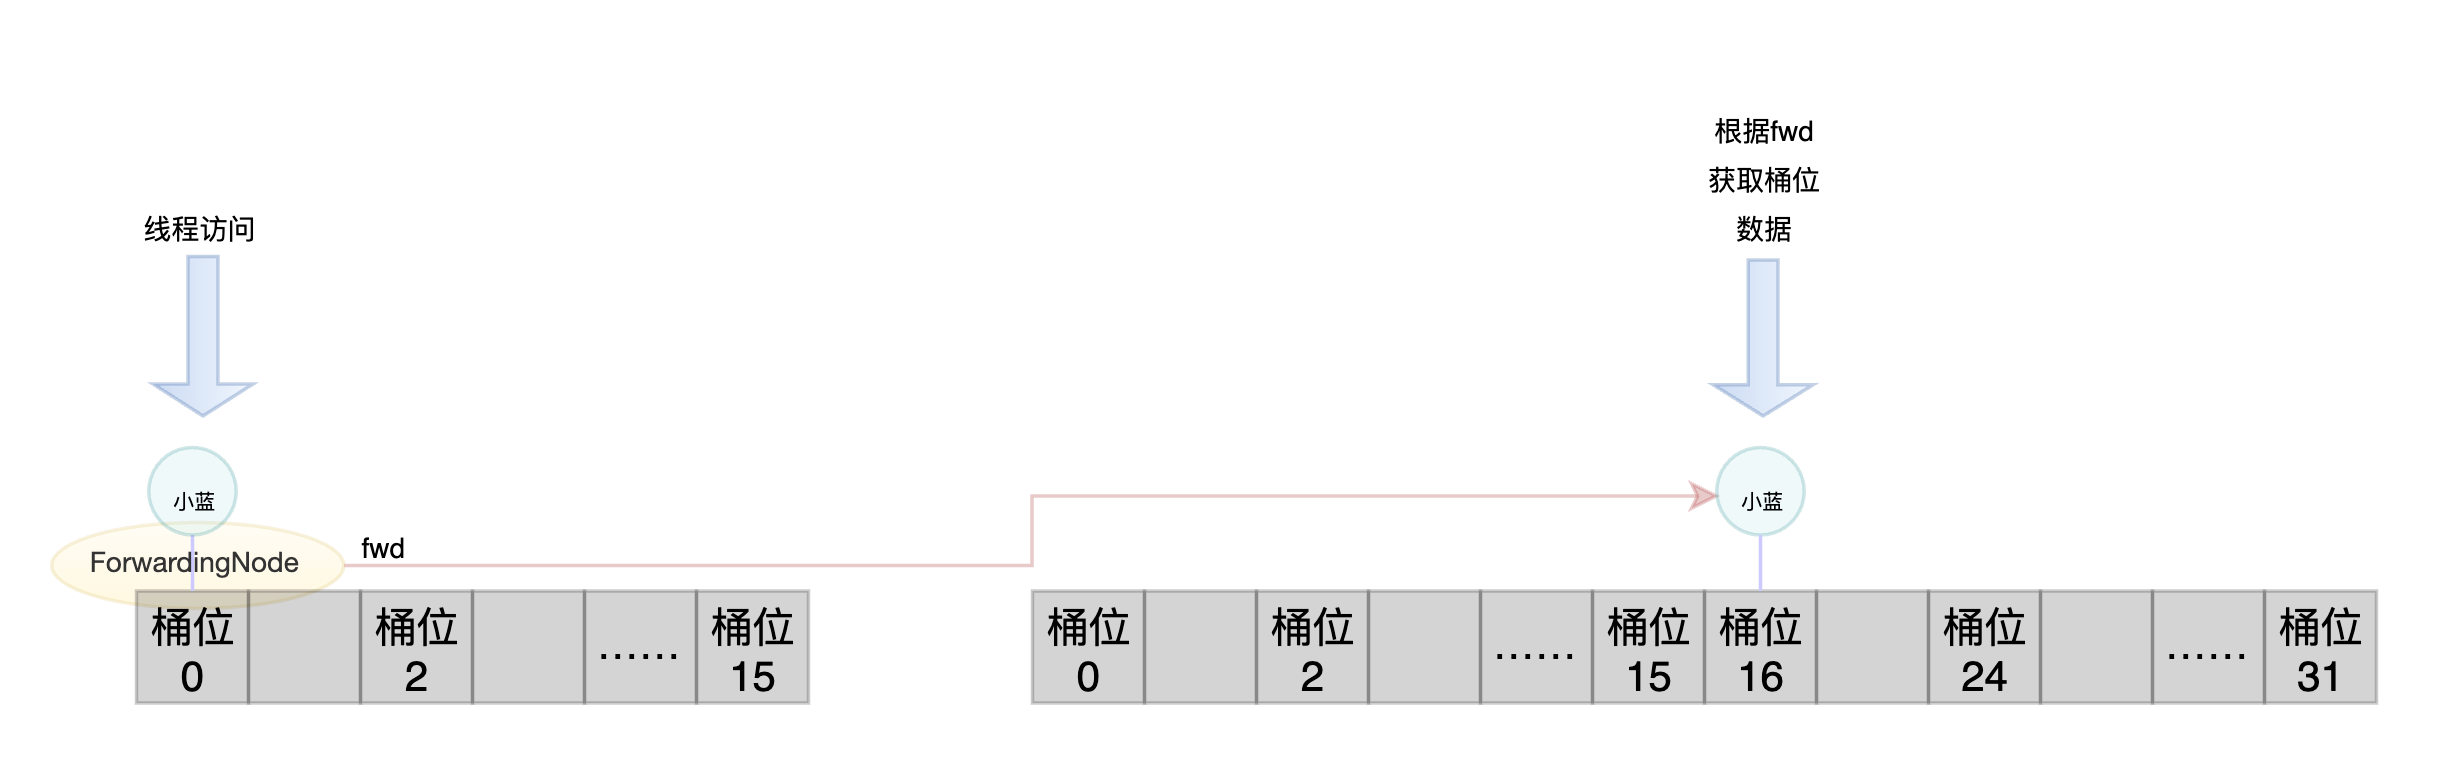 根据fwd
获取桶位
数据
线程访问
小蓝
小蓝
ForwardingNode
fwd
桶位 桶位 …… 桶位
0 2 15
桶位 桶位 …… 桶位 桶位 桶位 …… 桶位
0 2 15 16 24 31